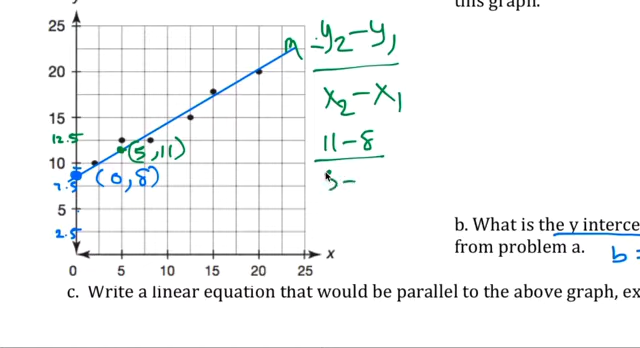 this graph.
y
25
20
15
12.5
10
7.5
5
2.5
0 5 10 15 20 25 x
(5, 11)
(0, 8)
m = y₂ - y₁
x₂ - x₁
11 - 8
5 -
b. What is the y interce
from problem a. b =
c. Write a linear equation that would be parallel to the above graph, ex